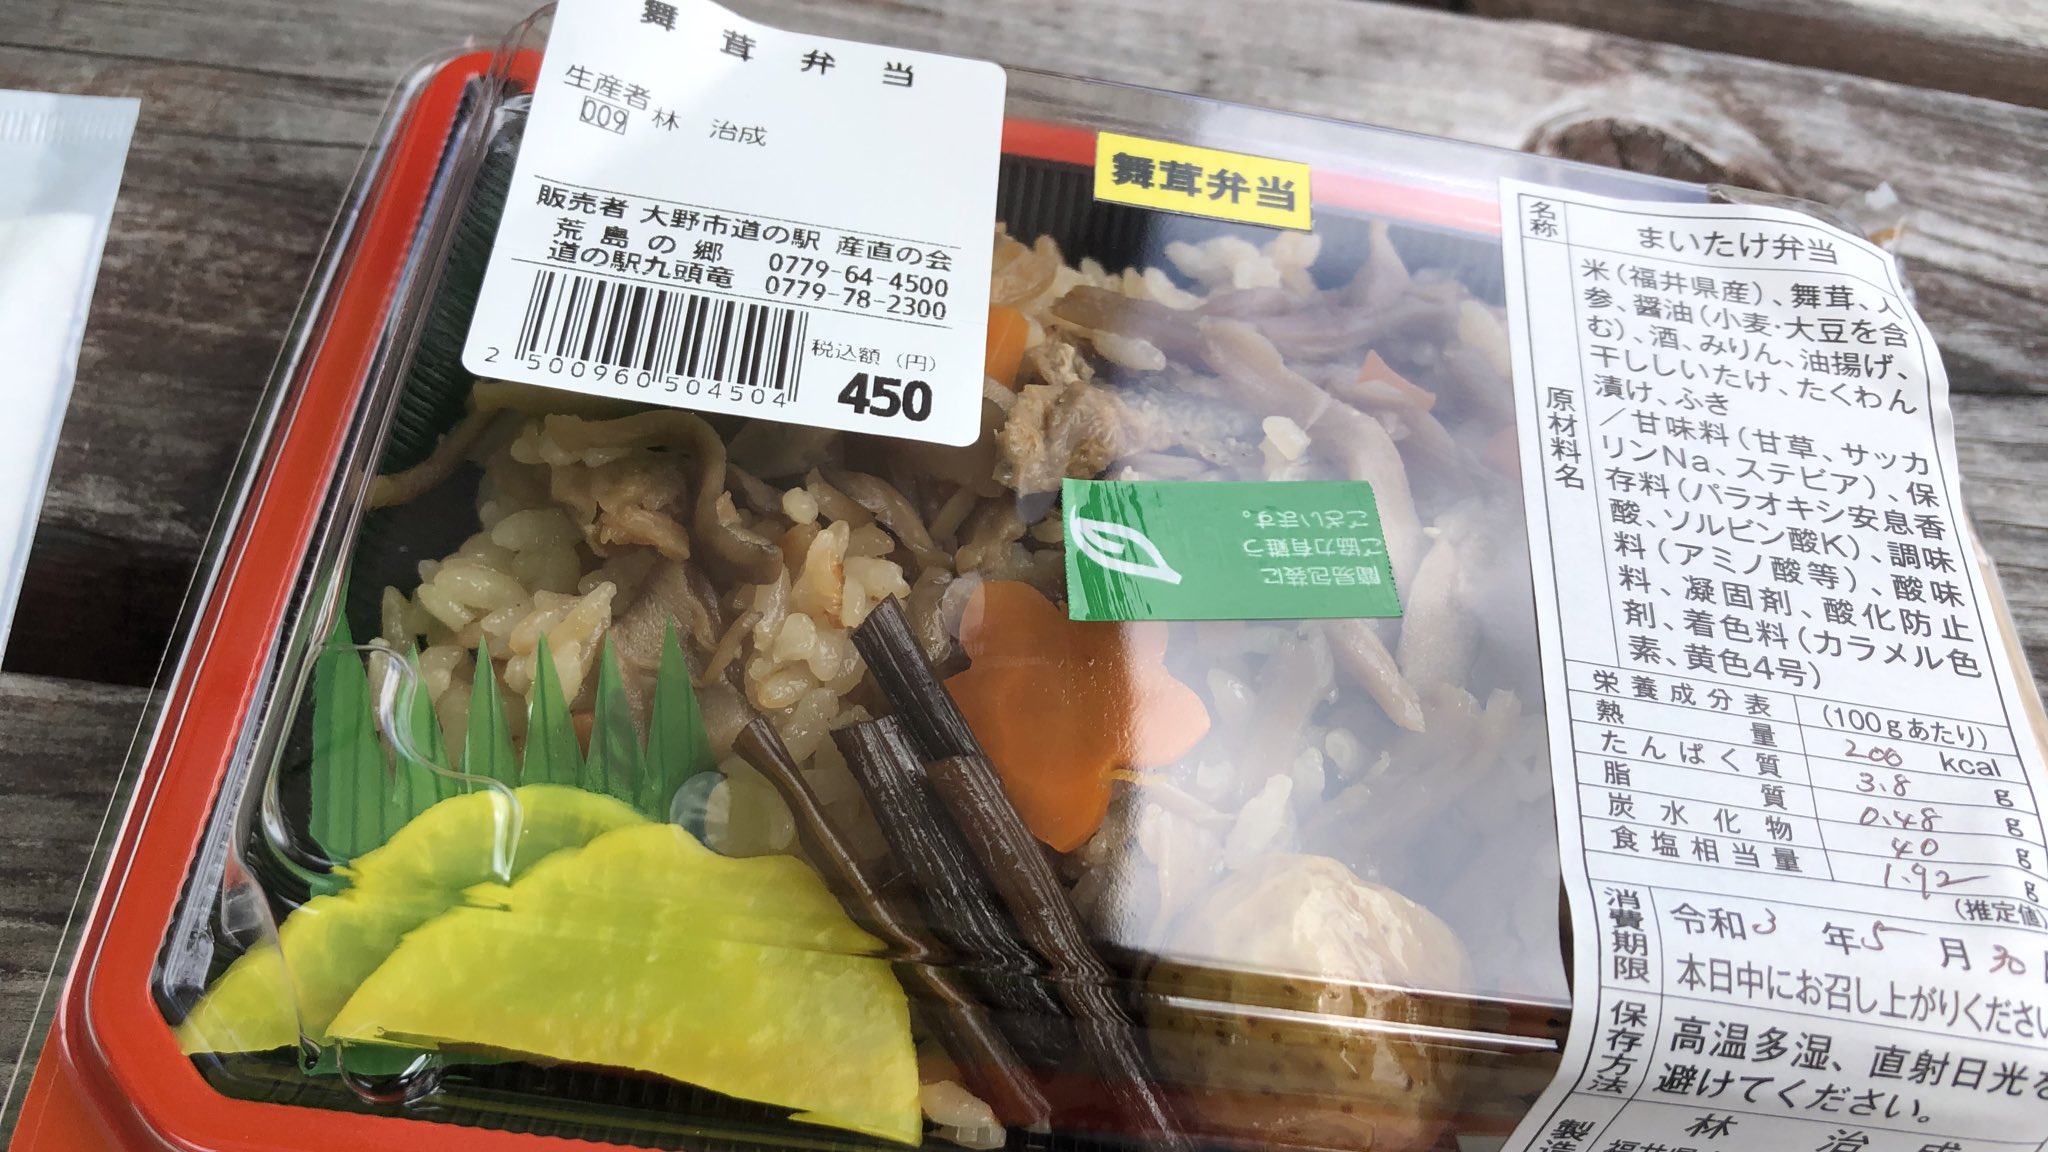 舞茸弁当
生産者
009 林 治成
販売者 大野市道の駅 産直の会
荒島の郷 0779-64-4500
道の駅九頭竜 0779-78-2300
税込額（円）
450
2 500960 504504
舞茸弁当
簡易包装に
ご協力有難う
ございます。
名称 まいたけ弁当
原材料名
米(福井県産)、舞茸、人
参、醤油(小麦・大豆を含
む)、酒、みりん、油揚げ、
干ししいたけ、たくわん
漬け、ふき
/甘味料(甘草、サッカ
リンNa、ステビア)、保
存料(パラオキシ安息香
酸、ソルビン酸K)、調味
料(アミノ酸等)、酸味
料、凝固剤、酸化防止
剤、着色料(カラメル色
素、黄色4号)
栄養成分表 (100gあたり)
熱量 200 kcal
たんぱく質 3.8 g
脂質 0.48 g
炭水化物 40 g
食塩相当量 1.92 g
(推定値)
消費期限 令和3年5月30日
本日中にお召し上がりください
保存方法 高温多湿、直射日光を
避けてください。
製造 林 治成
福井県